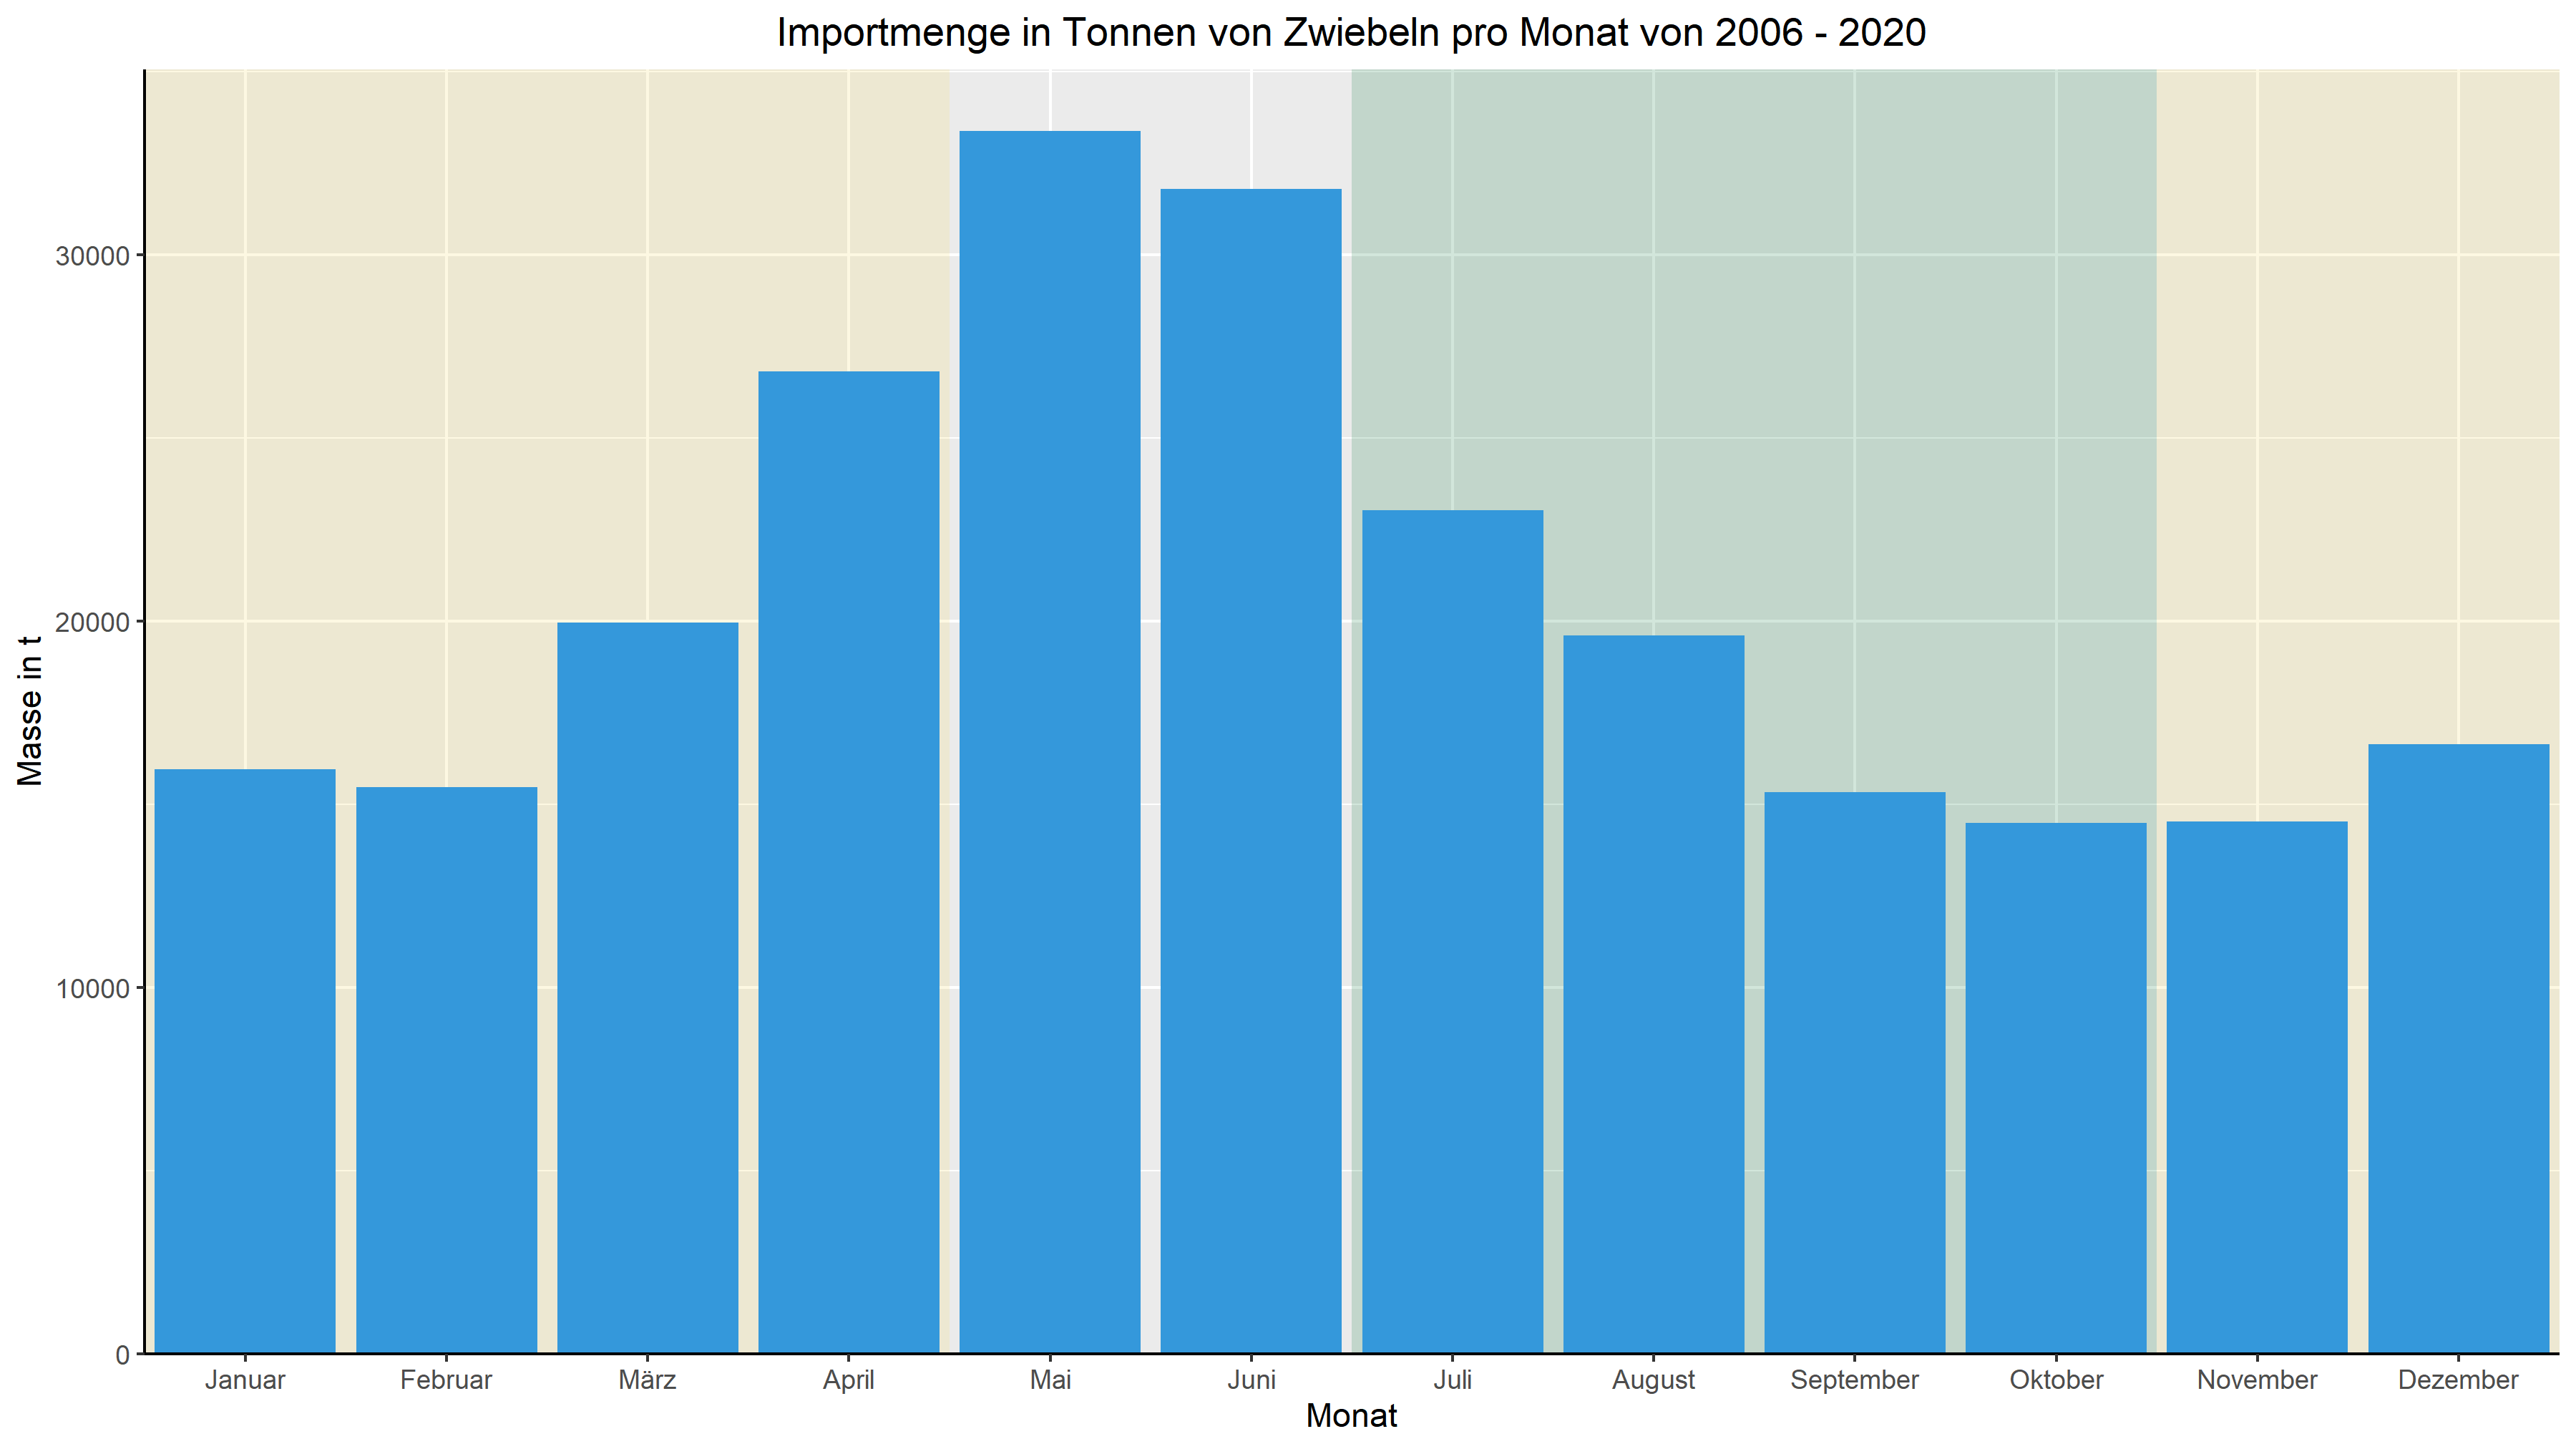 Importmenge in Tonnen von Zwiebeln pro Monat von 2006 - 2020
Masse in t
30000
20000
10000
0
Januar Februar März April Mai Juni Juli August September Oktober November Dezember
Monat